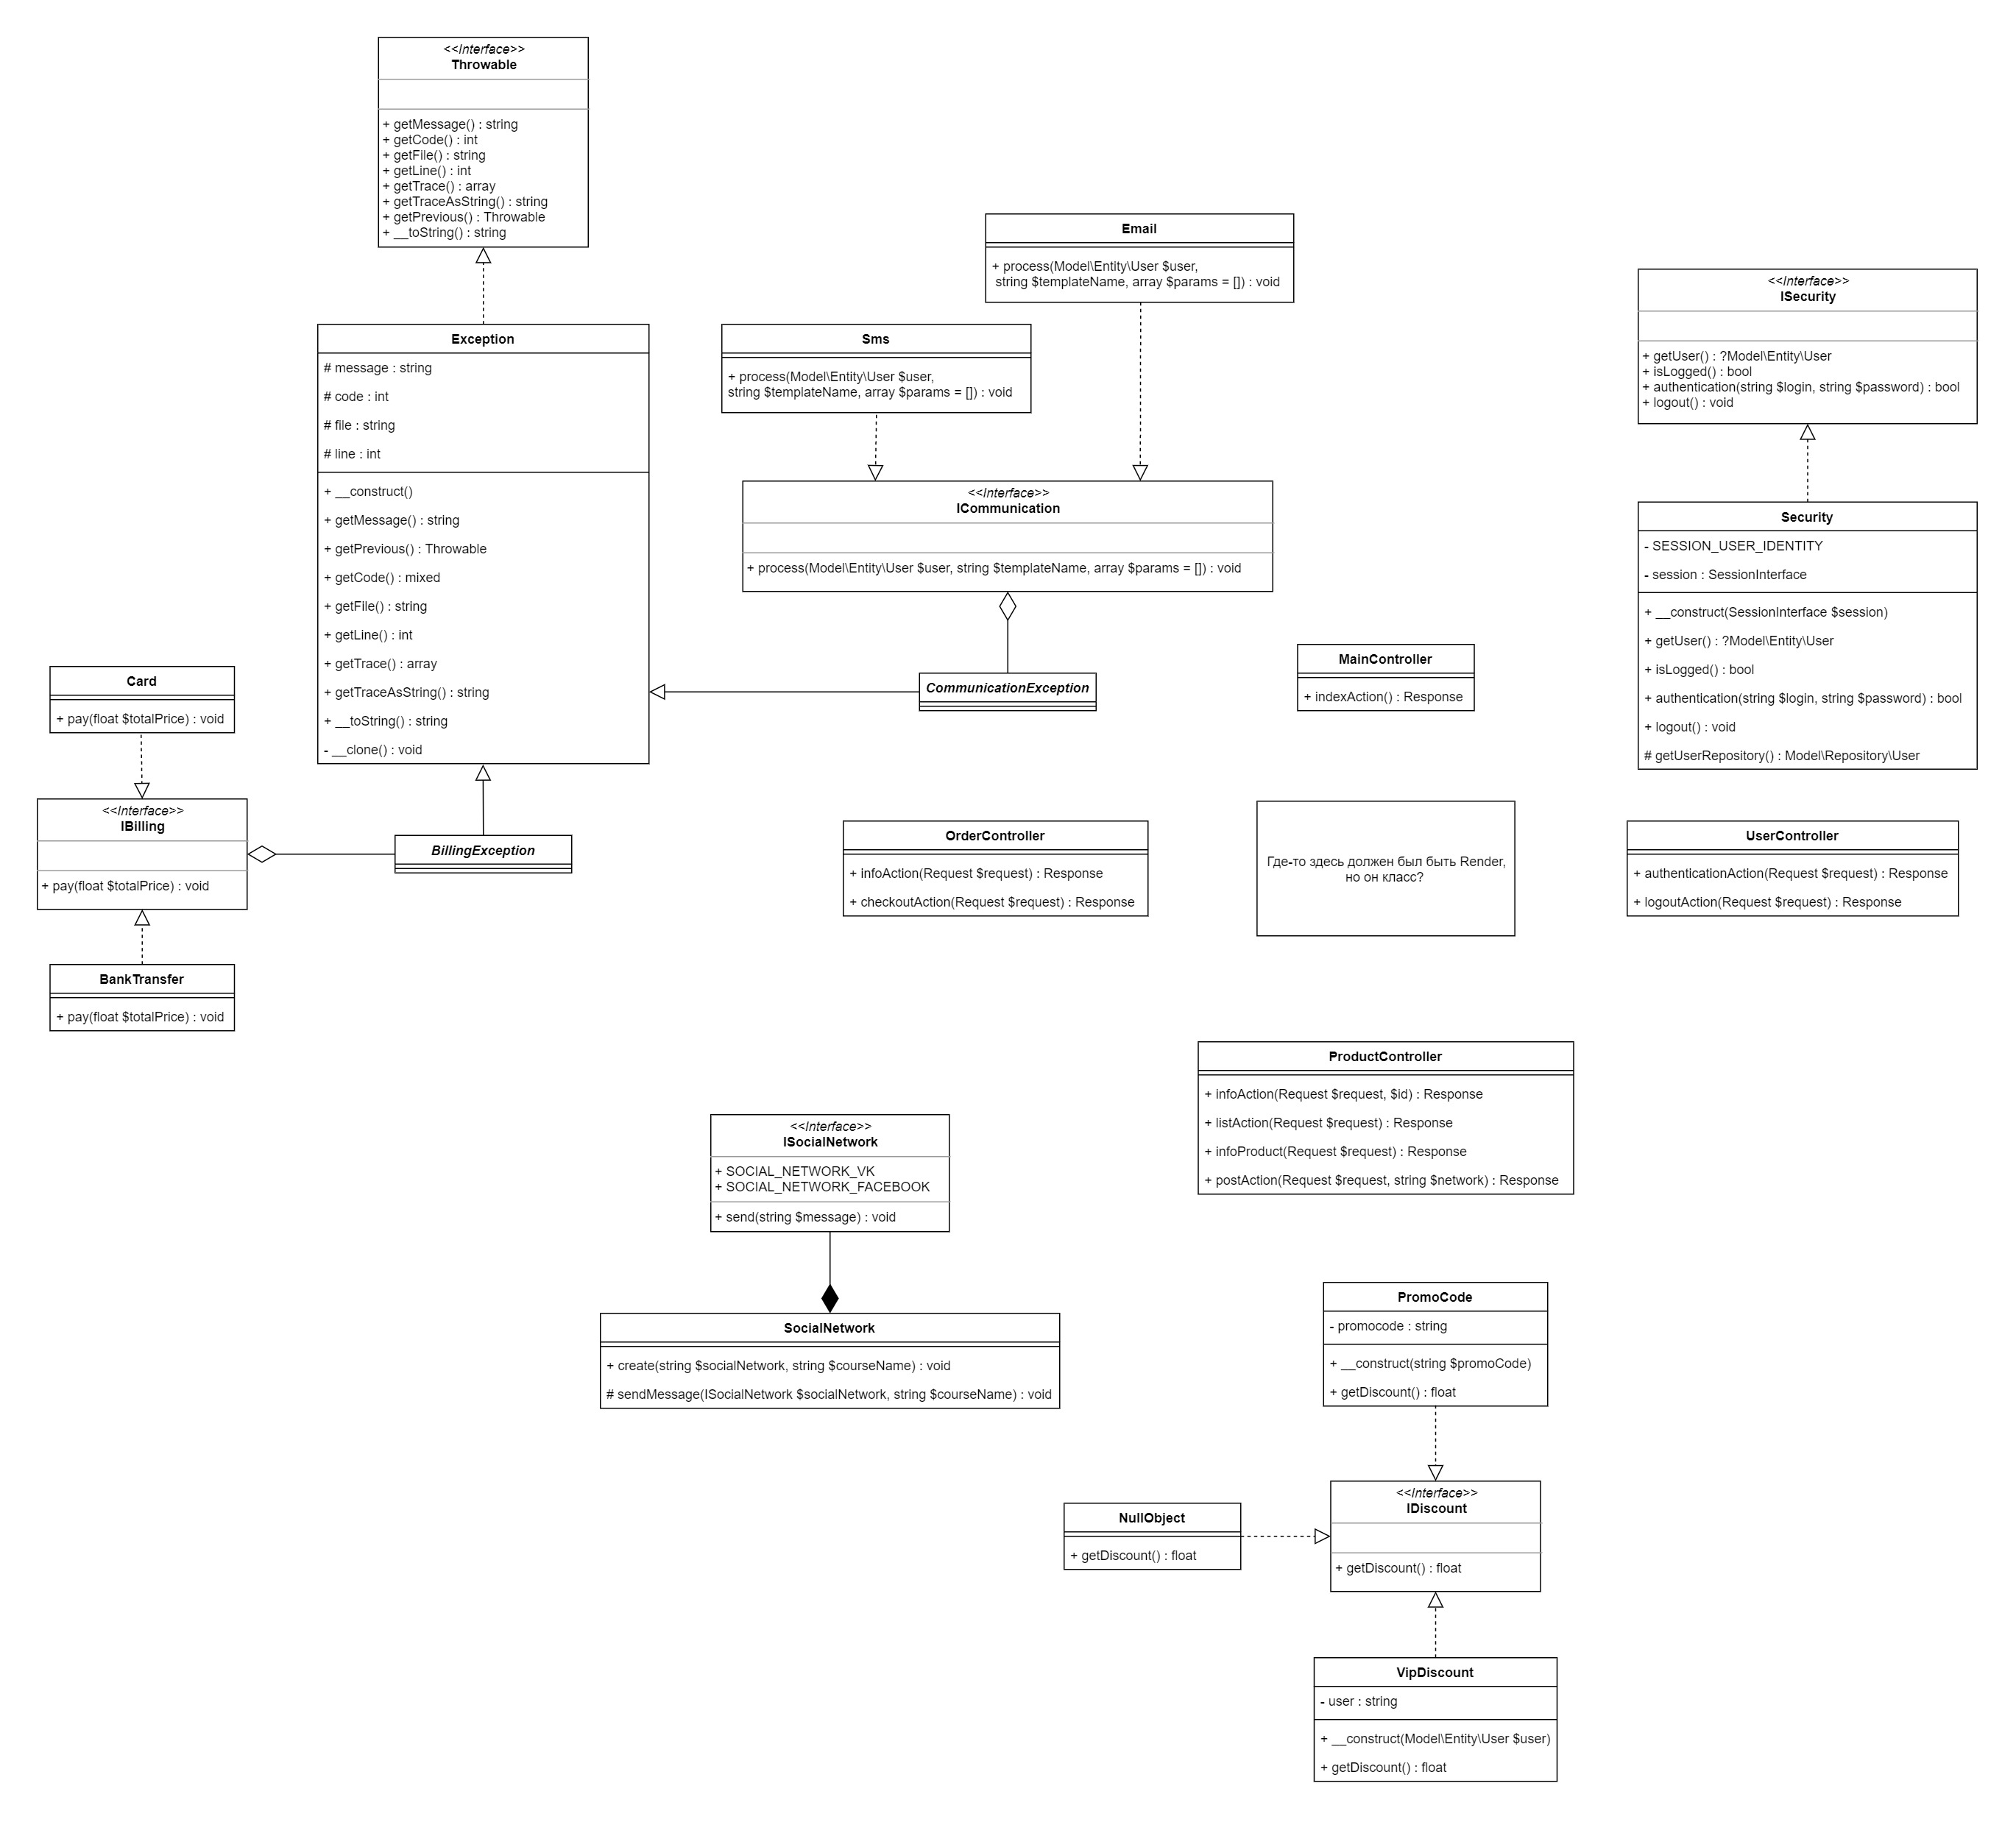 <<Interface>>
Throwable
+ getMessage() : string
+ getCode() : int
+ getFile() : string
+ getLine() : int
+ getTrace() : array
+ getTraceAsString() : string
+ getPrevious() : Throwable
+ __toString() : string
Email
+ process(Model\Entity\User $user,
string $templateName, array $params = []) : void
<<Interface>>
ISecurity
+ getUser() : ?Model\Entity\User
+ isLogged() : bool
+ authentication(string $login, string $password) : bool
+ logout() : void
Exception
# message : string
# code : int
# file : string
# line : int
+ __construct()
+ getMessage() : string
+ getPrevious() : Throwable
+ getCode() : mixed
+ getFile() : string
+ getLine() : int
+ getTrace() : array
+ getTraceAsString() : string
+ __toString() : string
- __clone() : void
Sms
+ process(Model\Entity\User $user,
string $templateName, array $params = []) : void
<<Interface>>
ICommunication
+ process(Model\Entity\User $user, string $templateName, array $params = []) : void
Security
- SESSION_USER_IDENTITY
- session : SessionInterface
+ __construct(SessionInterface $session)
+ getUser() : ?Model\Entity\User
+ isLogged() : bool
+ authentication(string $login, string $password) : bool
+ logout() : void
# getUserRepository() : Model\Repository\User
MainController
+ indexAction() : Response
CommunicationException
Card
+ pay(float $totalPrice) : void
<<Interface>>
IBilling
+ pay(float $totalPrice) : void
BillingException
OrderController
+ infoAction(Request $request) : Response
+ checkoutAction(Request $request) : Response
Где-то здесь должен был быть Render,
но он класс?
UserController
+ authenticationAction(Request $request) : Response
+ logoutAction(Request $request) : Response
BankTransfer
+ pay(float $totalPrice) : void
ProductController
+ infoAction(Request $request, $id) : Response
+ listAction(Request $request) : Response
+ infoProduct(Request $request) : Response
+ postAction(Request $request, string $network) : Response
<<Interface>>
ISocialNetwork
+ SOCIAL_NETWORK_VK
+ SOCIAL_NETWORK_FACEBOOK
+ send(string $message) : void
SocialNetwork
+ create(string $socialNetwork, string $courseName) : void
# sendMessage(ISocialNetwork $socialNetwork, string $courseName) : void
PromoCode
- promocode : string
+ __construct(string $promoCode)
+ getDiscount() : float
NullObject
+ getDiscount() : float
<<Interface>>
IDiscount
+ getDiscount() : float
VipDiscount
- user : string
+ __construct(Model\Entity\User $user)
+ getDiscount() : float